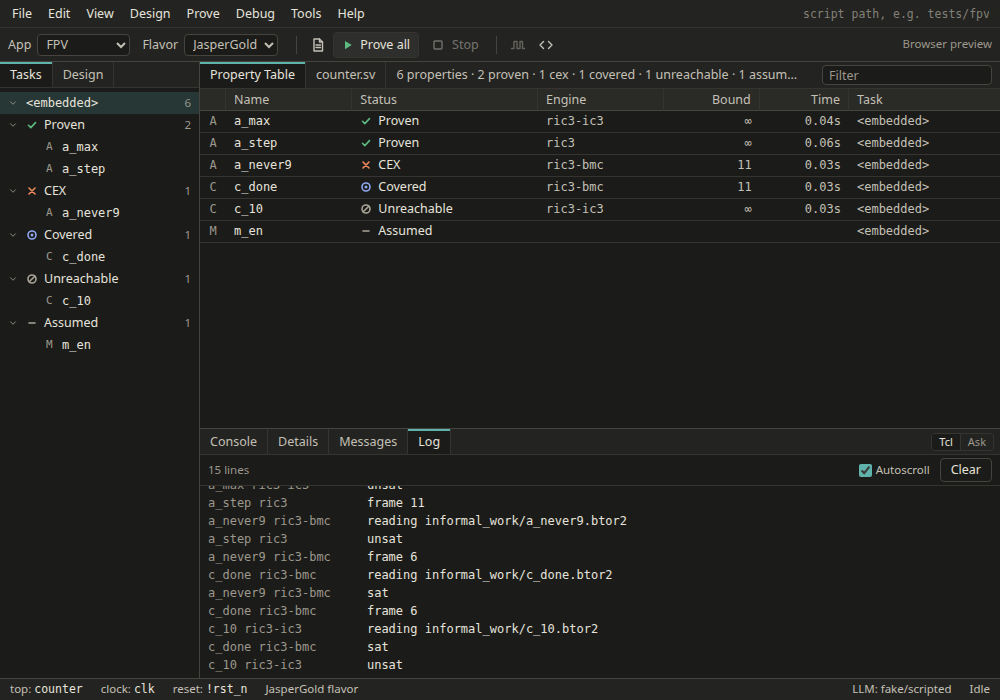 File Edit View Design Prove Debug Tools Help script path, e.g. tests/fpv
App FPV Flavor JasperGold Prove all Stop Browser preview
Tasks Design
Property Table counter.sv 6 properties · 2 proven · 1 cex · 1 covered · 1 unreachable · 1 assum... Filter
<embedded> 6
Proven 2
A a_max
A a_step
CEX 1
A a_never9
Covered 1
C c_done
Unreachable 1
C c_10
Assumed 1
M m_en
Name Status Engine Bound Time Task
A a_max Proven ric3-ic3 ∞ 0.04s <embedded>
A a_step Proven ric3 ∞ 0.06s <embedded>
A a_never9 CEX ric3-bmc 11 0.03s <embedded>
C c_done Covered ric3-bmc 11 0.03s <embedded>
C c_10 Unreachable ric3-ic3 ∞ 0.03s <embedded>
M m_en Assumed <embedded>
Console Details Messages Log Tcl Ask
15 lines Autoscroll Clear
a_max ric3-ic3 unsat
a_step ric3 frame 11
a_never9 ric3-bmc reading informal_work/a_never9.btor2
a_step ric3 unsat
a_never9 ric3-bmc frame 6
c_done ric3-bmc reading informal_work/c_done.btor2
a_never9 ric3-bmc sat
c_done ric3-bmc frame 6
c_10 ric3-ic3 reading informal_work/c_10.btor2
c_done ric3-bmc sat
c_10 ric3-ic3 unsat
top: counter clock: clk reset: !rst_n JasperGold flavor LLM: fake/scripted Idle